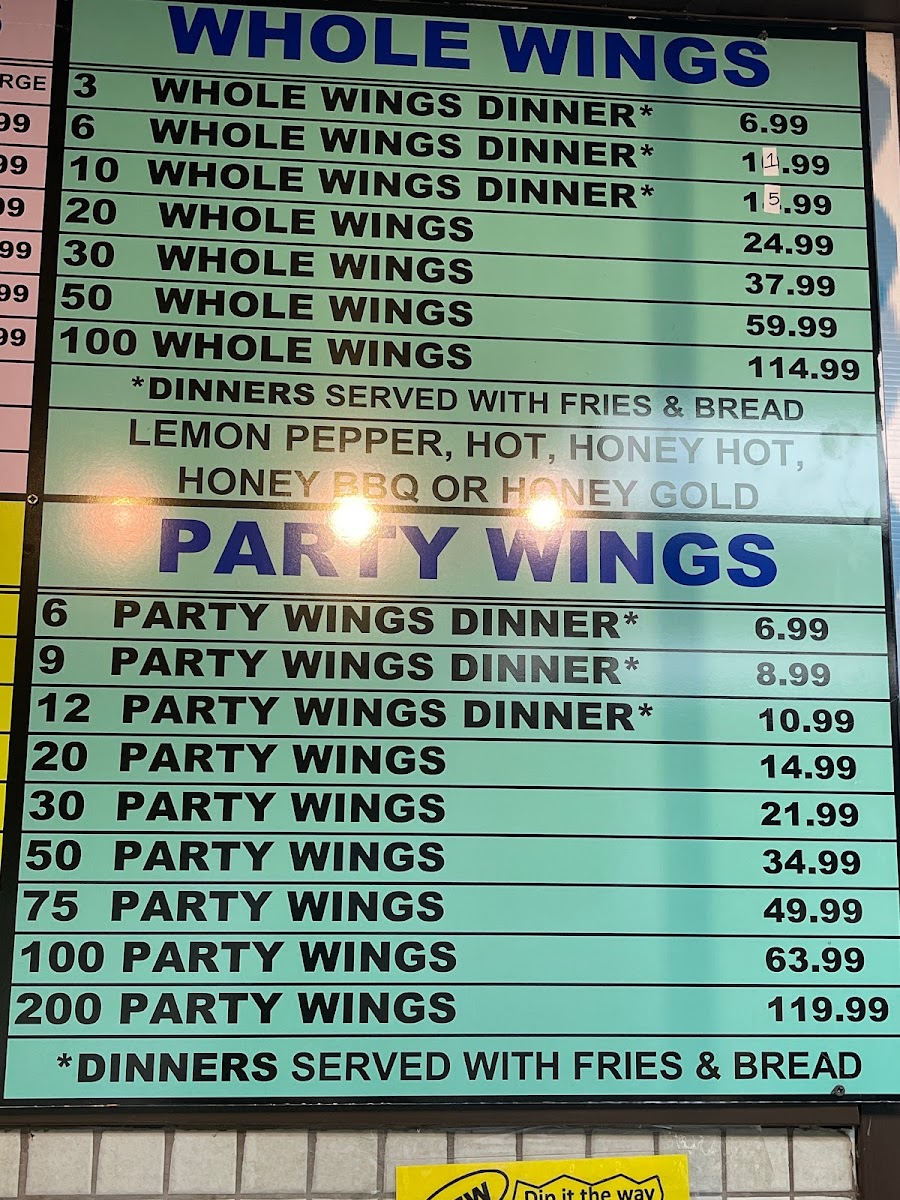 WHOLE WINGS
3 WHOLE WINGS DINNER* 6.99
6 WHOLE WINGS DINNER* 11.99
10 WHOLE WINGS DINNER* 15.99
20 WHOLE WINGS 24.99
30 WHOLE WINGS 37.99
50 WHOLE WINGS 59.99
100 WHOLE WINGS 114.99
*DINNERS SERVED WITH FRIES & BREAD
LEMON PEPPER, HOT, HONEY HOT,
HONEY BBQ OR HONEY GOLD
PARTY WINGS
6 PARTY WINGS DINNER* 6.99
9 PARTY WINGS DINNER* 8.99
12 PARTY WINGS DINNER* 10.99
20 PARTY WINGS 14.99
30 PARTY WINGS 21.99
50 PARTY WINGS 34.99
75 PARTY WINGS 49.99
100 PARTY WINGS 63.99
200 PARTY WINGS 119.99
*DINNERS SERVED WITH FRIES & BREAD
Dip it the way